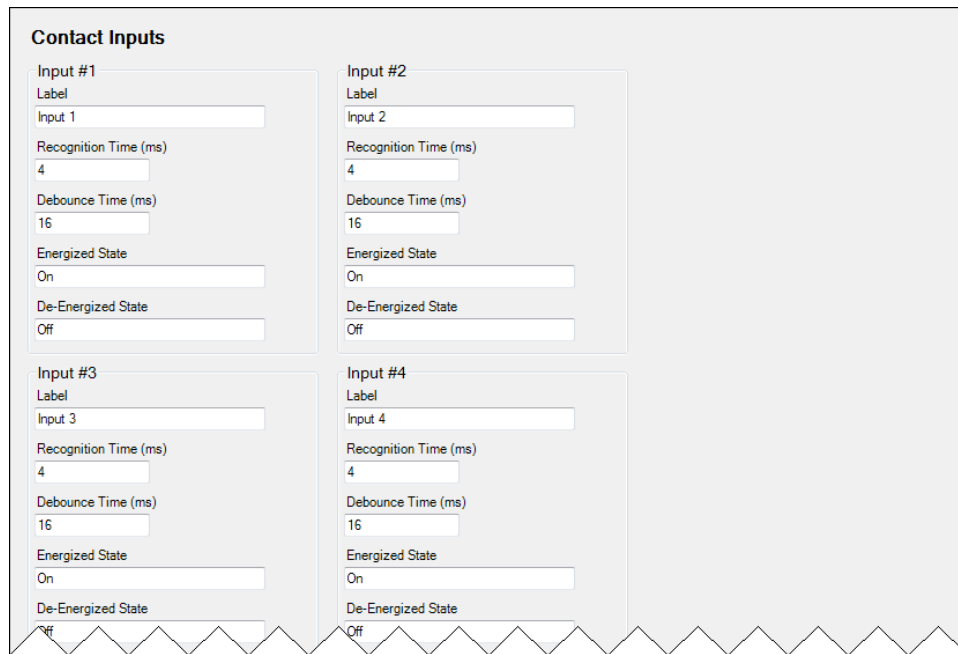 Contact Inputs
Input #1
Label
Input 1
Recognition Time (ms)
4
Debounce Time (ms)
16
Energized State
On
De-Energized State
Off
Input #2
Label
Input 2
Recognition Time (ms)
4
Debounce Time (ms)
16
Energized State
On
De-Energized State
Off
Input #3
Label
Input 3
Recognition Time (ms)
4
Debounce Time (ms)
16
Energized State
On
De-Energized State
Off
Input #4
Label
Input 4
Recognition Time (ms)
4
Debounce Time (ms)
16
Energized State
On
De-Energized State
Off